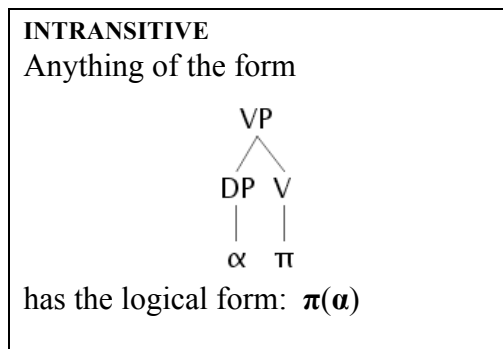 INTRANSITIVE
Anything of the form
VP
DP V
α π
has the logical form: π(α)